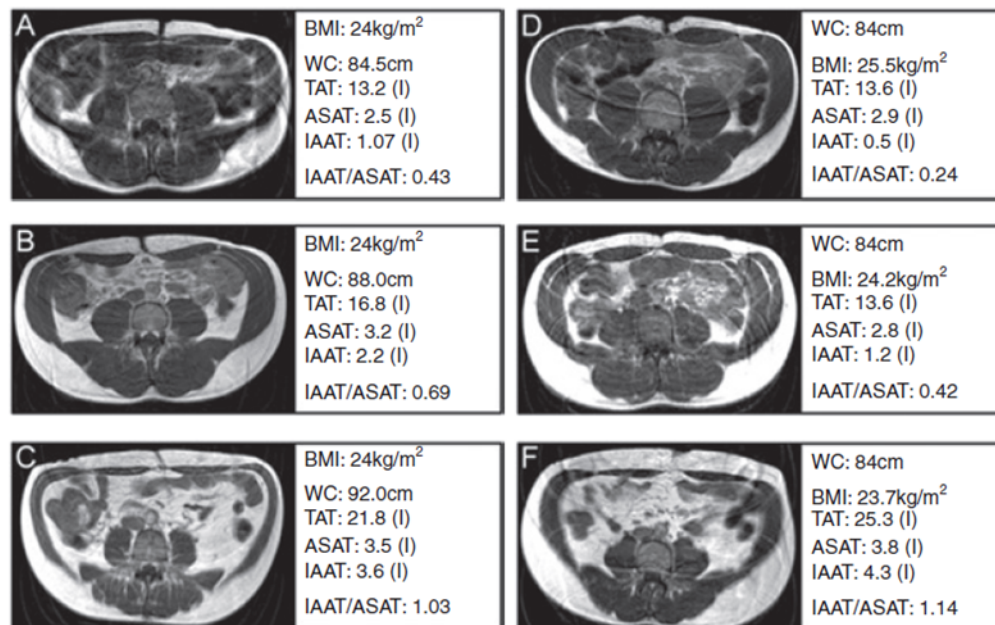 A
BMI: 24kg/m²
WC: 84.5cm
TAT: 13.2 (l)
ASAT: 2.5 (l)
IAAT: 1.07 (l)
IAAT/ASAT: 0.43
D
WC: 84cm
BMI: 25.5kg/m²
TAT: 13.6 (l)
ASAT: 2.9 (l)
IAAT: 0.5 (l)
IAAT/ASAT: 0.24
B
BMI: 24kg/m²
WC: 88.0cm
TAT: 16.8 (l)
ASAT: 3.2 (l)
IAAT: 2.2 (l)
IAAT/ASAT: 0.69
E
WC: 84cm
BMI: 24.2kg/m²
TAT: 13.6 (l)
ASAT: 2.8 (l)
IAAT: 1.2 (l)
IAAT/ASAT: 0.42
C
BMI: 24kg/m²
WC: 92.0cm
TAT: 21.8 (l)
ASAT: 3.5 (l)
IAAT: 3.6 (l)
IAAT/ASAT: 1.03
F
WC: 84cm
BMI: 23.7kg/m²
TAT: 25.3 (l)
ASAT: 3.8 (l)
IAAT: 4.3 (l)
IAAT/ASAT: 1.14